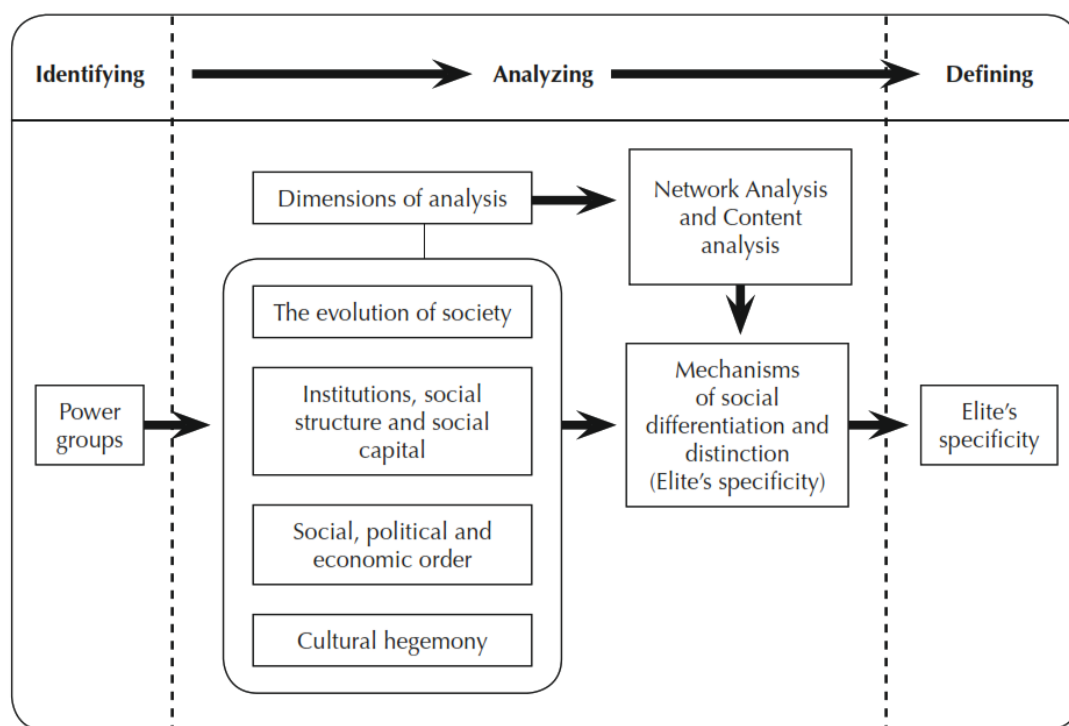 Identifying
Analyzing
Defining
Dimensions of analysis
Network Analysis
and Content
analysis
The evolution of society
Institutions, social
structure and social
capital
Social, political and
economic order
Cultural hegemony
Power
groups
Mechanisms
of social
differentiation and
distinction
(Elite’s specificity)
Elite’s
specificity